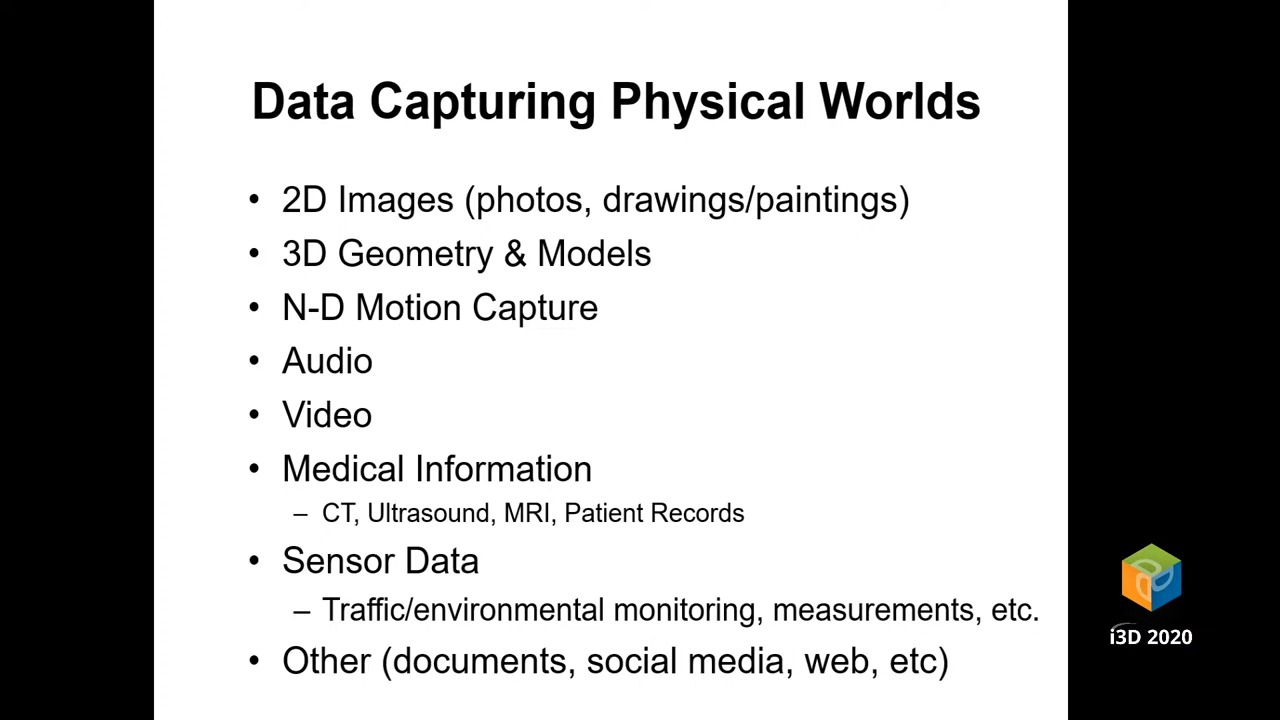 Data Capturing Physical Worlds
• 2D Images (photos, drawings/paintings)
• 3D Geometry & Models
• N-D Motion Capture
• Audio
• Video
• Medical Information
– CT, Ultrasound, MRI, Patient Records
• Sensor Data
– Traffic/environmental monitoring, measurements, etc.
• Other (documents, social media, web, etc)
i3D 2020